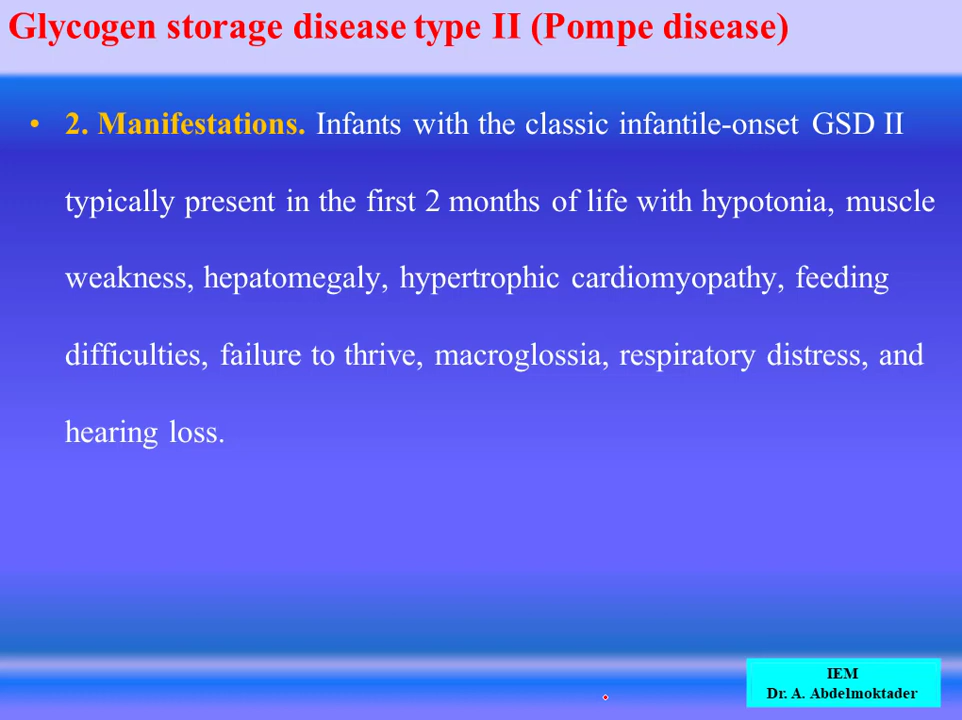 Glycogen storage disease type II (Pompe disease)
• 2. Manifestations. Infants with the classic infantile-onset GSD II
typically present in the first 2 months of life with hypotonia, muscle
weakness, hepatomegaly, hypertrophic cardiomyopathy, feeding
difficulties, failure to thrive, macroglossia, respiratory distress, and
hearing loss.
IEM
Dr. A. Abdelmoktader